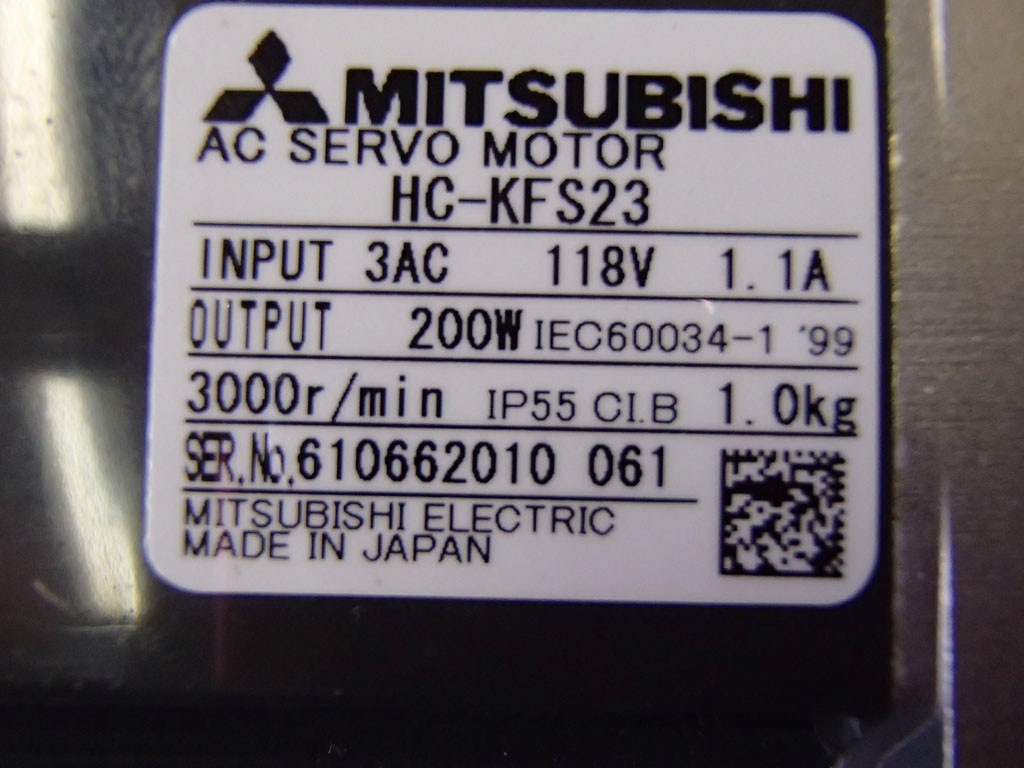 MITSUBISHI
AC SERVO MOTOR
HC-KFS23
INPUT 3AC 118V 1.1A
OUTPUT 200W IEC60034-1 '99
3000r/min IP55 CI.B 1.0kg
SER.No.610662010 061
MITSUBISHI ELECTRIC
MADE IN JAPAN